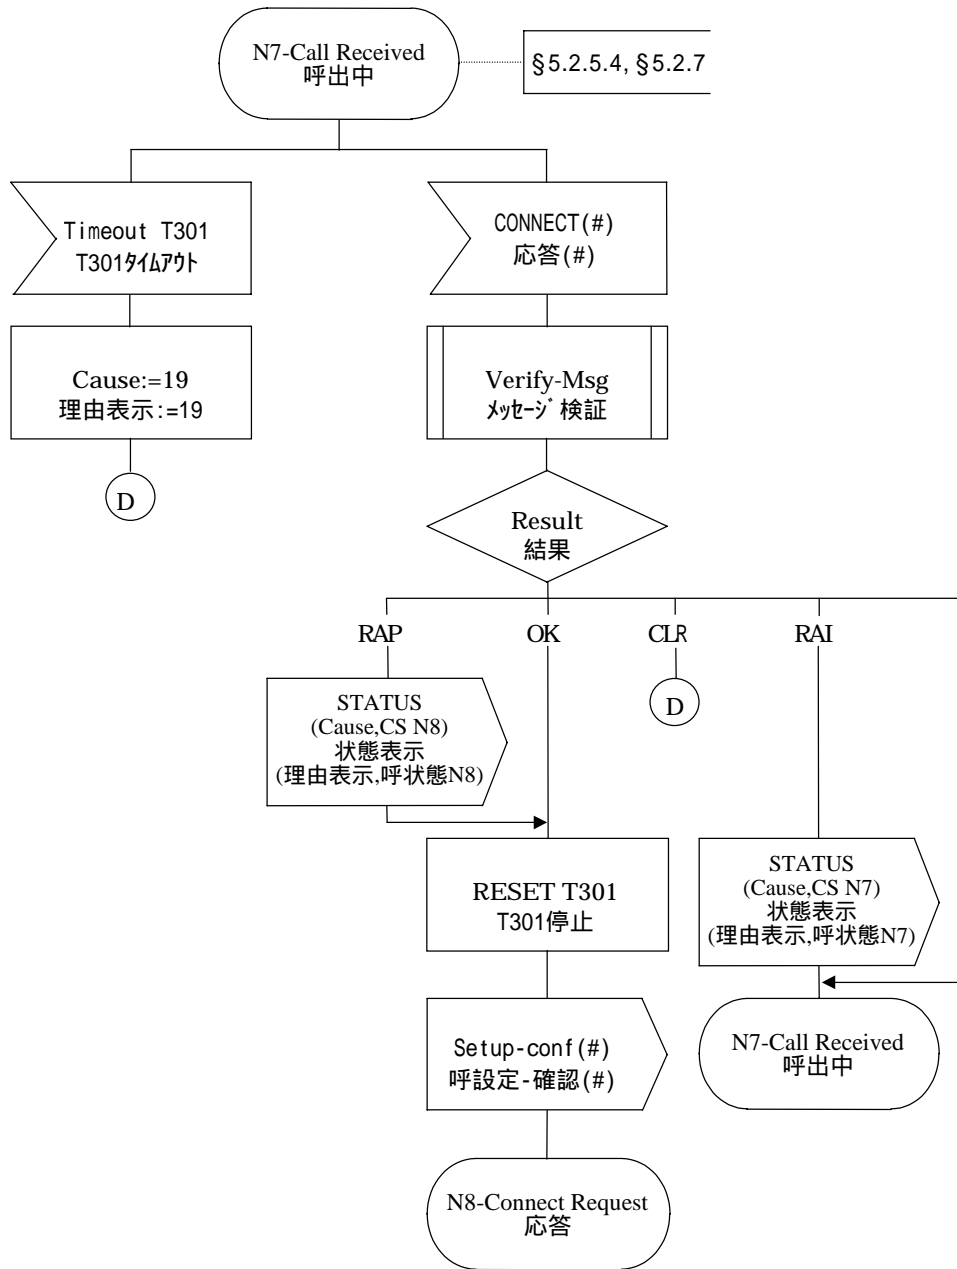 N7-Call Received
呼出中
§5.2.5.4, §5.2.7
Timeout T301
T301ﾀｲﾑｱｳﾄ
CONNECT(#)
応答(#)
Cause:=19
理由表示:=19
Verify-Msg
ﾒｯｾｰｼﾞ検証
D
Result
結果
RAP
OK
CLR
RAI
STATUS
(Cause,CS N8)
状態表示
(理由表示,呼状態N8)
D
RESET T301
T301停止
STATUS
(Cause,CS N7)
状態表示
(理由表示,呼状態N7)
Setup-conf(#)
呼設定-確認(#)
N7-Call Received
呼出中
N8-Connect Request
応答